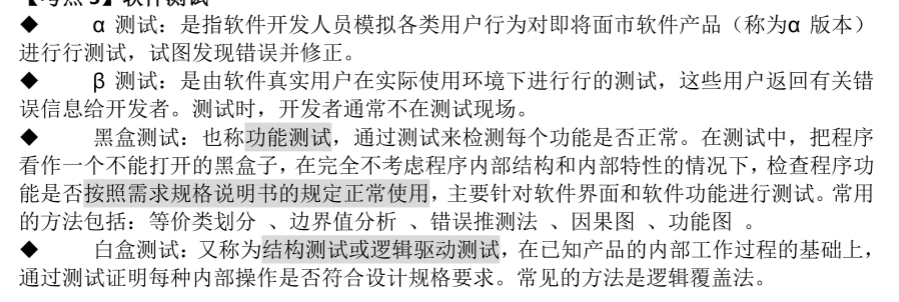 【考点 3】软件测试
◆ α 测试：是指软件开发人员模拟各类用户行为对即将面市软件产品（称为α 版本）
进行行测试，试图发现错误并修正。
◆ β 测试：是由软件真实用户在实际使用环境下进行行的测试，这些用户返回有关错
误信息给开发者。测试时，开发者通常不在测试现场。
◆ 黑盒测试：也称功能测试，通过测试来检测每个功能是否正常。在测试中，把程序
看作一个不能打开的黑盒子，在完全不考虑程序内部结构和内部特性的情况下，检查程序功
能是否按照需求规格说明书的规定正常使用，主要针对软件界面和软件功能进行测试。常用
的方法包括：等价类划分 、边界值分析 、错误推测法 、因果图 、功能图 。
◆ 白盒测试：又称为结构测试或逻辑驱动测试，在已知产品的内部工作过程的基础上，
通过测试证明每种内部操作是否符合设计规格要求。常见的方法是逻辑覆盖法。